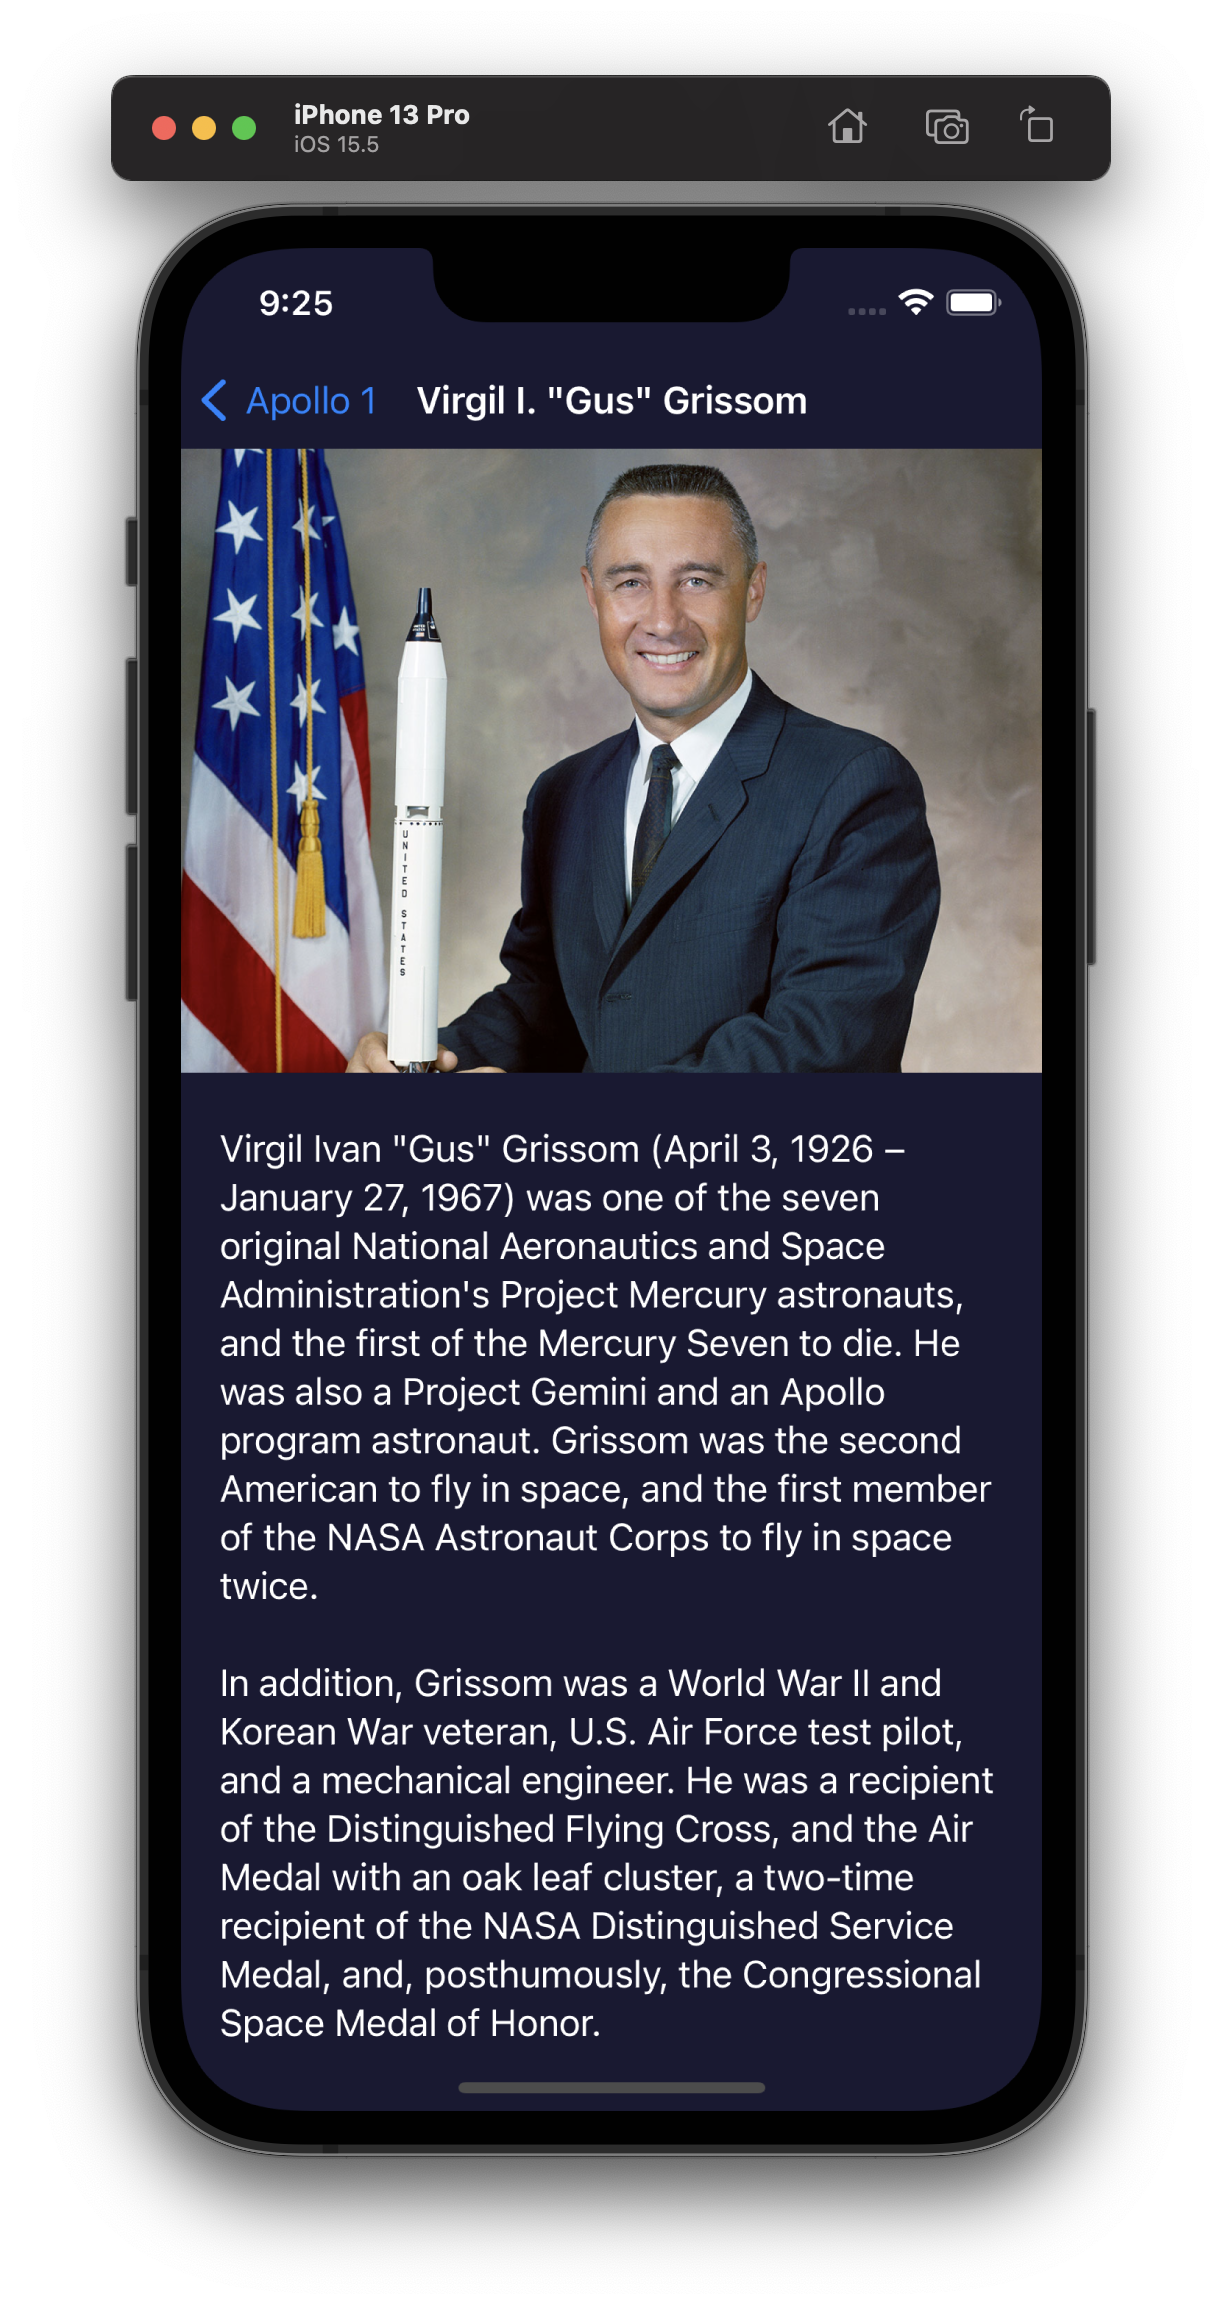 iPhone 13 Pro
iOS 15.5
9:25
Apollo 1 Virgil I. "Gus" Grissom
UNITED STATES
Virgil Ivan "Gus" Grissom (April 3, 1926 –
January 27, 1967) was one of the seven
original National Aeronautics and Space
Administration's Project Mercury astronauts,
and the first of the Mercury Seven to die. He
was also a Project Gemini and an Apollo
program astronaut. Grissom was the second
American to fly in space, and the first member
of the NASA Astronaut Corps to fly in space
twice.
In addition, Grissom was a World War II and
Korean War veteran, U.S. Air Force test pilot,
and a mechanical engineer. He was a recipient
of the Distinguished Flying Cross, and the Air
Medal with an oak leaf cluster, a two-time
recipient of the NASA Distinguished Service
Medal, and, posthumously, the Congressional
Space Medal of Honor.